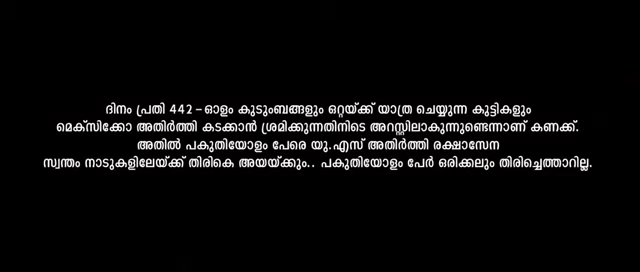 ദിനം പ്രതി 442 – ഓളം കുടുംബങ്ങളും ഒറ്റയ്ക്ക് യാത്ര ചെയ്യുന്ന കുട്ടികളും
മെക്സിക്കോ അതിർത്തി കടക്കാൻ ശ്രമിക്കുന്നതിനിടെ അറസ്റ്റിലാകുന്നുണ്ടെന്നാണ് കണക്ക്.
അതിൽ പകുതിയോളം പേരെ യു.എസ് അതിർത്തി രക്ഷാസേന
സ്വന്തം നാടുകളിലേയ്ക്ക് തിരികെ അയയ്ക്കും.. പകുതിയോളം പേർ ഒരിക്കലും തിരിച്ചെത്താറില്ല.